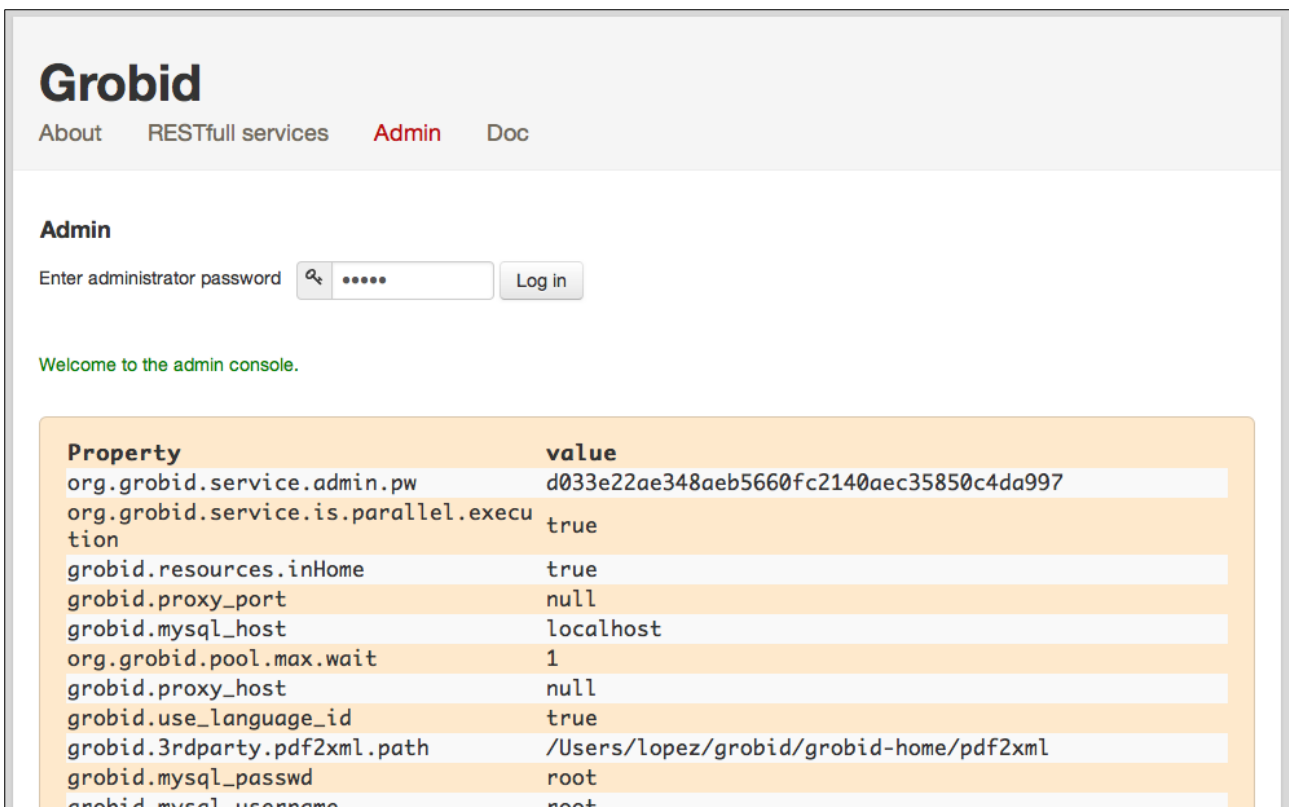 Grobid
About RESTfull services Admin Doc
Admin
Enter administrator password ••••• Log in
Welcome to the admin console.
Property value
org.grobid.service.admin.pw d033e22ae348aeb5660fc2140aec35850c4da997
org.grobid.service.is.parallel.execu true
tion
grobid.resources.inHome true
grobid.proxy_port null
grobid.mysql_host localhost
org.grobid.pool.max.wait 1
grobid.proxy_host null
grobid.use_language_id true
grobid.3rdparty.pdf2xml.path /Users/lopez/grobid/grobid-home/pdf2xml
grobid.mysql_passwd root
grobid.mysql_username root